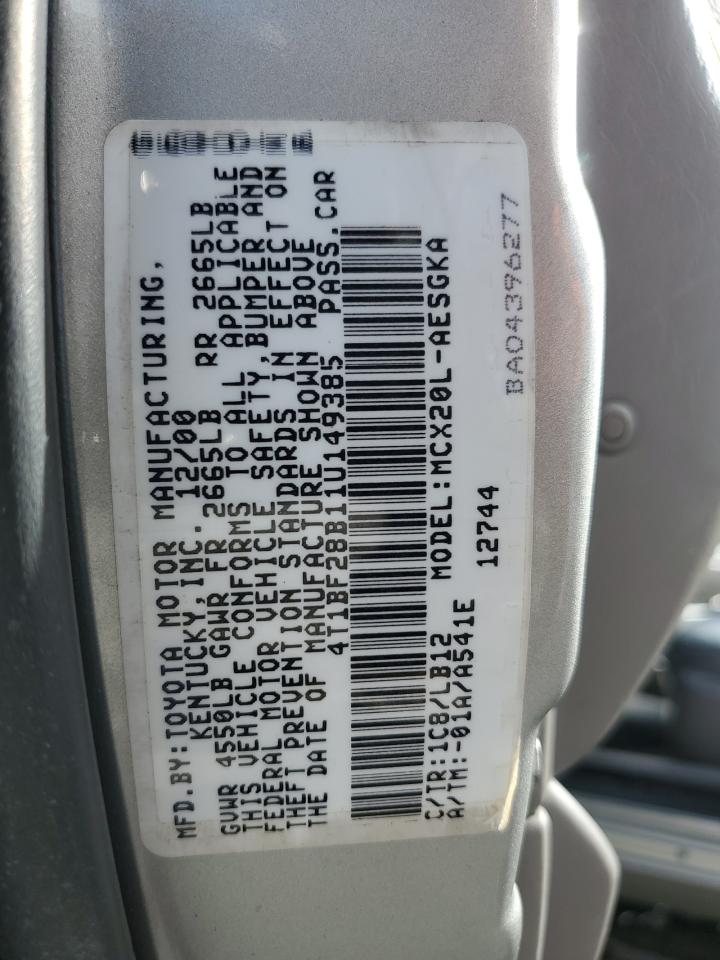 MFD.BY:TOYOTA MOTOR MANUFACTURING,
KENTUCKY, INC. 12/00
GVWR 4550LB GAWR FR 2665LB RR 2665LB
THIS VEHICLE CONFORMS TO ALL APPLICABLE
FEDERAL MOTOR VEHICLE SAFETY,BUMPER AND
THEFT PREVENTION STANDARDS IN EFFECT ON
THE DATE OF MANUFACTURE SHOWN ABOVE
4T1BF28B11U149385 PASS.CAR
C/TR:1C8/LB12 MODEL:MCX20L-AESGKA
A/TM:-01A/A541E 12744
BA04396277